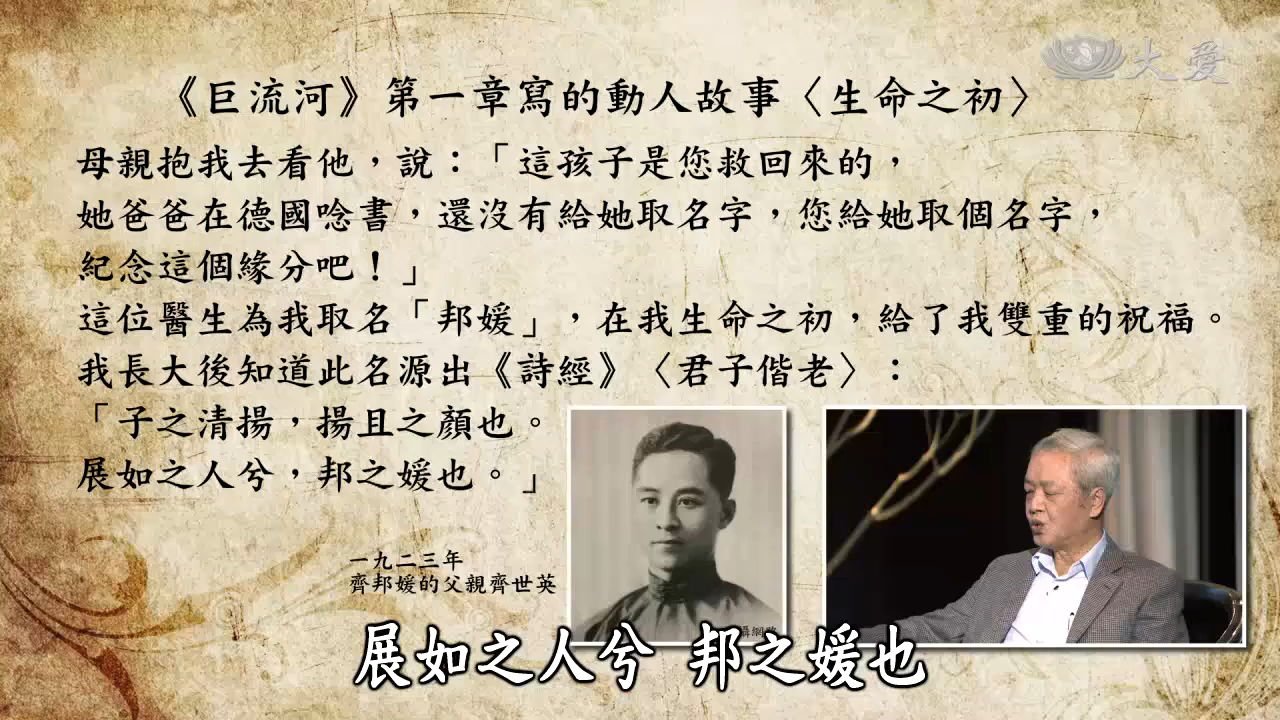 大愛
《巨流河》第一章寫的動人故事〈生命之初〉
母親抱我去看他，說：「這孩子是您救回來的，
她爸爸在德國唸書，還沒有給她取名字，您給她取個名字，
紀念這個緣分吧！」
這位醫生為我取名「邦媛」，在我生命之初，給了我雙重的祝福。
我長大後知道此名源出《詩經》〈君子偕老〉：
「子之清揚，揚且之顏也。
展如之人兮，邦之媛也。」
一九二三年
齊邦媛的父親齊世英
展如之人兮 邦之媛也